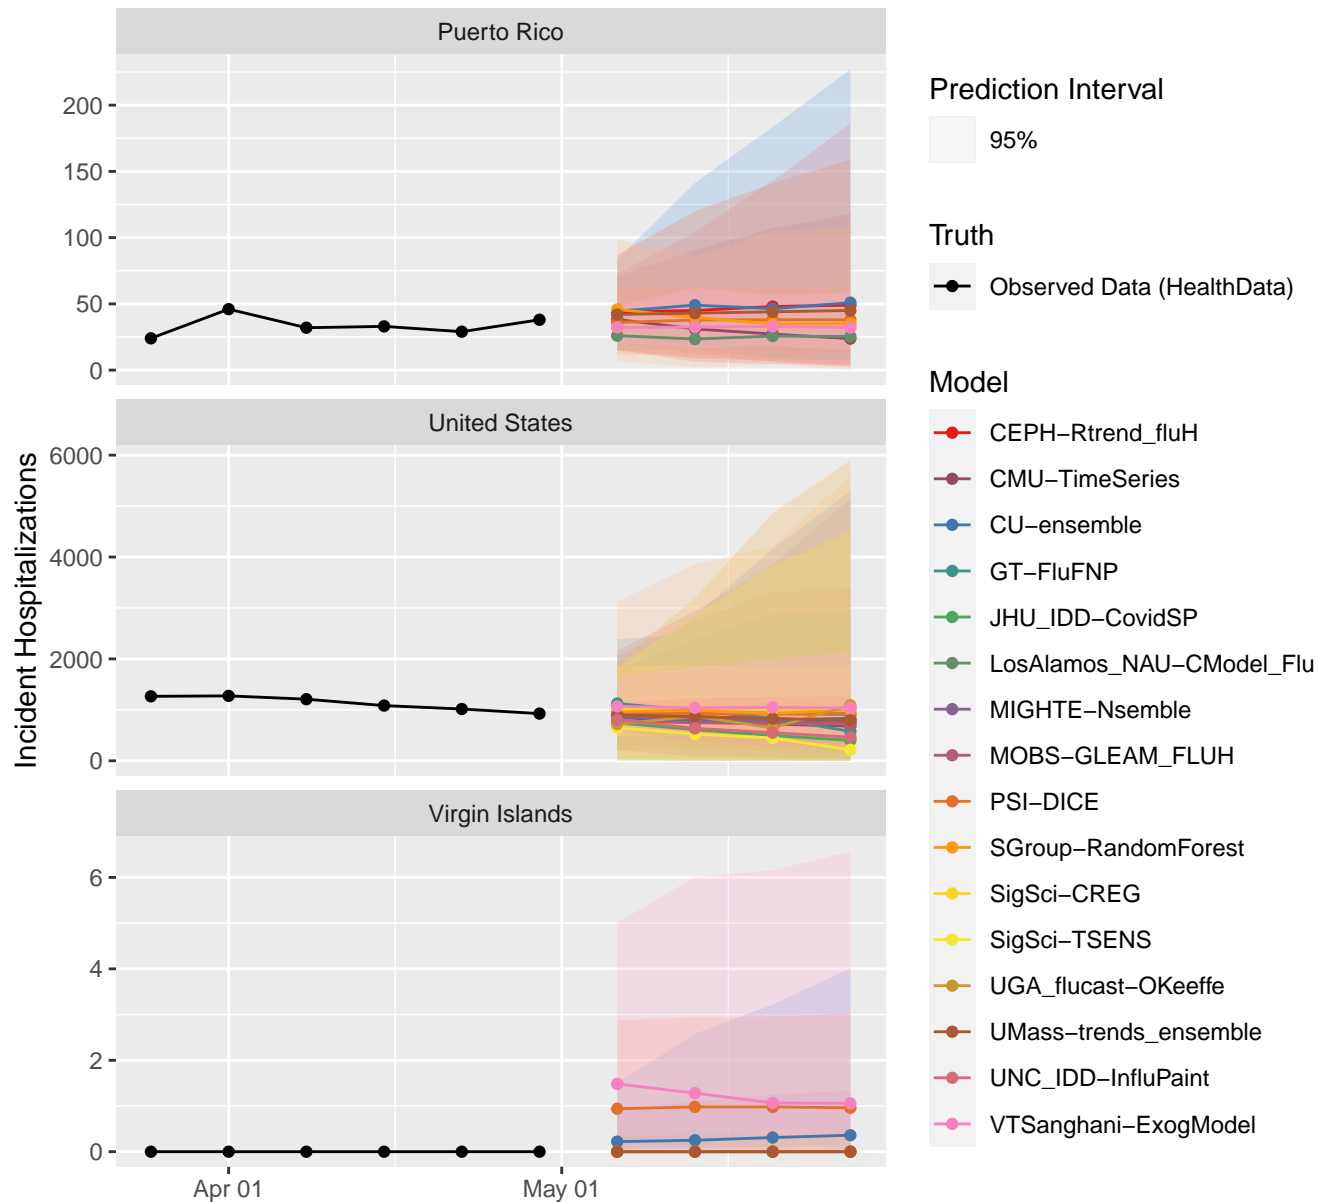 Puerto Rico
200
150
100
50
0
United States
6000
4000
2000
0
Virgin Islands
6
4
2
0
Apr 01
May 01
Incident Hospitalizations
Prediction Interval
95%
Truth
Observed Data (HealthData)
Model
CEPH−Rtrend_fluH
CMU−TimeSeries
CU−ensemble
GT−FluFNP
JHU_IDD−CovidSP
LosAlamos_NAU−CModel_Flu
MIGHTE−Nsemble
MOBS−GLEAM_FLUH
PSI−DICE
SGroup−RandomForest
SigSci−CREG
SigSci−TSENS
UGA_flucast−OKeeffe
UMass−trends_ensemble
UNC_IDD−InfluPaint
VTSanghani−ExogModel